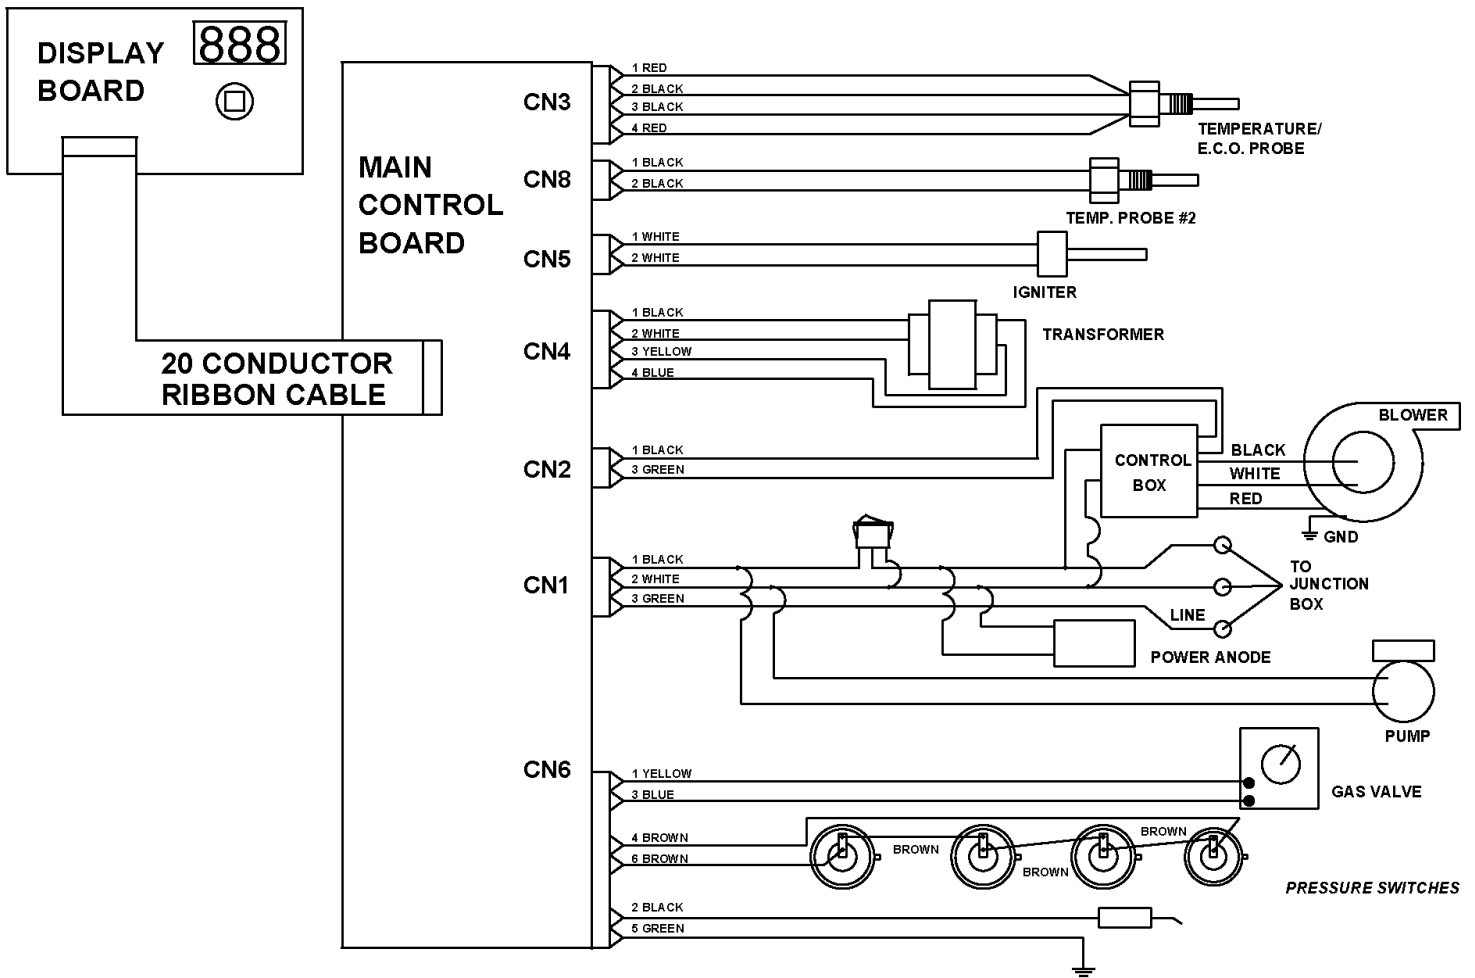 DISPLAY
BOARD
888
MAIN
CONTROL
BOARD
20 CONDUCTOR
RIBBON CABLE
CN3
1 RED
2 BLACK
3 BLACK
4 RED
TEMPERATURE/
E.C.O. PROBE
CN8
1 BLACK
2 BLACK
TEMP. PROBE #2
CN5
1 WHITE
2 WHITE
IGNITER
CN4
1 BLACK
2 WHITE
3 YELLOW
4 BLUE
TRANSFORMER
CN2
1 BLACK
3 GREEN
CONTROL
BOX
BLACK
WHITE
RED
BLOWER
GND
CN1
1 BLACK
2 WHITE
3 GREEN
LINE
TO
JUNCTION
BOX
POWER ANODE
PUMP
CN6
1 YELLOW
3 BLUE
GAS VALVE
4 BROWN
6 BROWN
BROWN
BROWN
BROWN
PRESSURE SWITCHES
2 BLACK
5 GREEN